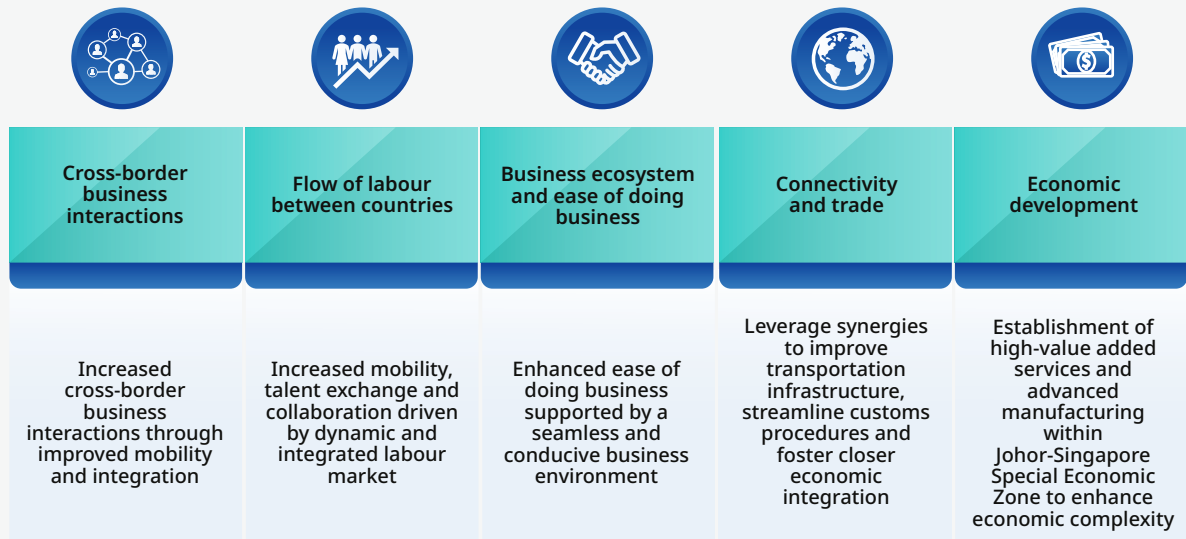 Cross-border
business
interactions
Flow of labour
between countries
Business ecosystem
and ease of doing
business
Connectivity
and trade
Economic
development
Increased
cross-border
business
interactions through
improved mobility
and integration
Increased mobility,
talent exchange and
collaboration driven
by dynamic and
integrated labour
market
Enhanced ease of
doing business
supported by a
seamless and
conducive business
environment
Leverage synergies
to improve
transportation
infrastructure,
streamline customs
procedures and
foster closer
economic
integration
Establishment of
high-value added
services and
advanced
manufacturing
within
Johor-Singapore
Special Economic
Zone to enhance
economic complexity